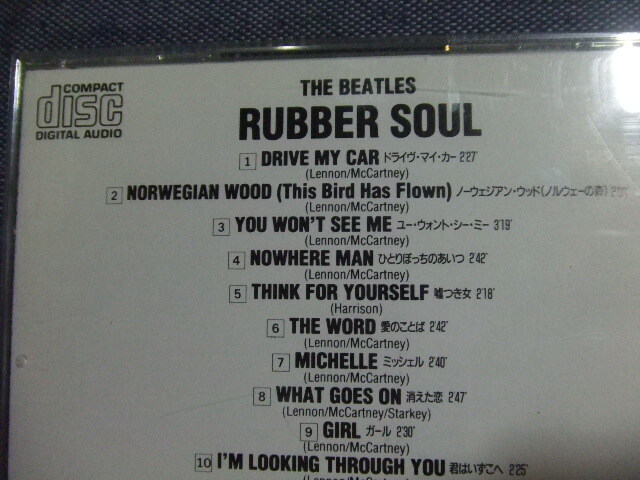 COMPACT
disc
DIGITAL AUDIO
THE BEATLES
RUBBER SOUL
1 DRIVE MY CAR ドライヴ・マイ・カー 2'27"
(Lennon/McCartney)
2 NORWEGIAN WOOD (This Bird Has Flown) ノーウェジアン・ウッド(ノルウェーの森)
(Lennon/McCartney)
3 YOU WON'T SEE ME ユー・ウォント・シー・ミー 3'19"
(Lennon/McCartney)
4 NOWHERE MAN ひとりぼっちのあいつ 2'42"
(Lennon/McCartney)
5 THINK FOR YOURSELF 嘘つき女 2'18"
(Harrison)
6 THE WORD 愛のことば 2'42"
(Lennon/McCartney)
7 MICHELLE ミッシェル 2'40"
(Lennon/McCartney)
8 WHAT GOES ON 消えた恋 2'47"
(Lennon/McCartney/Starkey)
9 GIRL ガール 2'30"
(Lennon/McCartney)
10 I'M LOOKING THROUGH YOU 君はいずこへ 2'25"